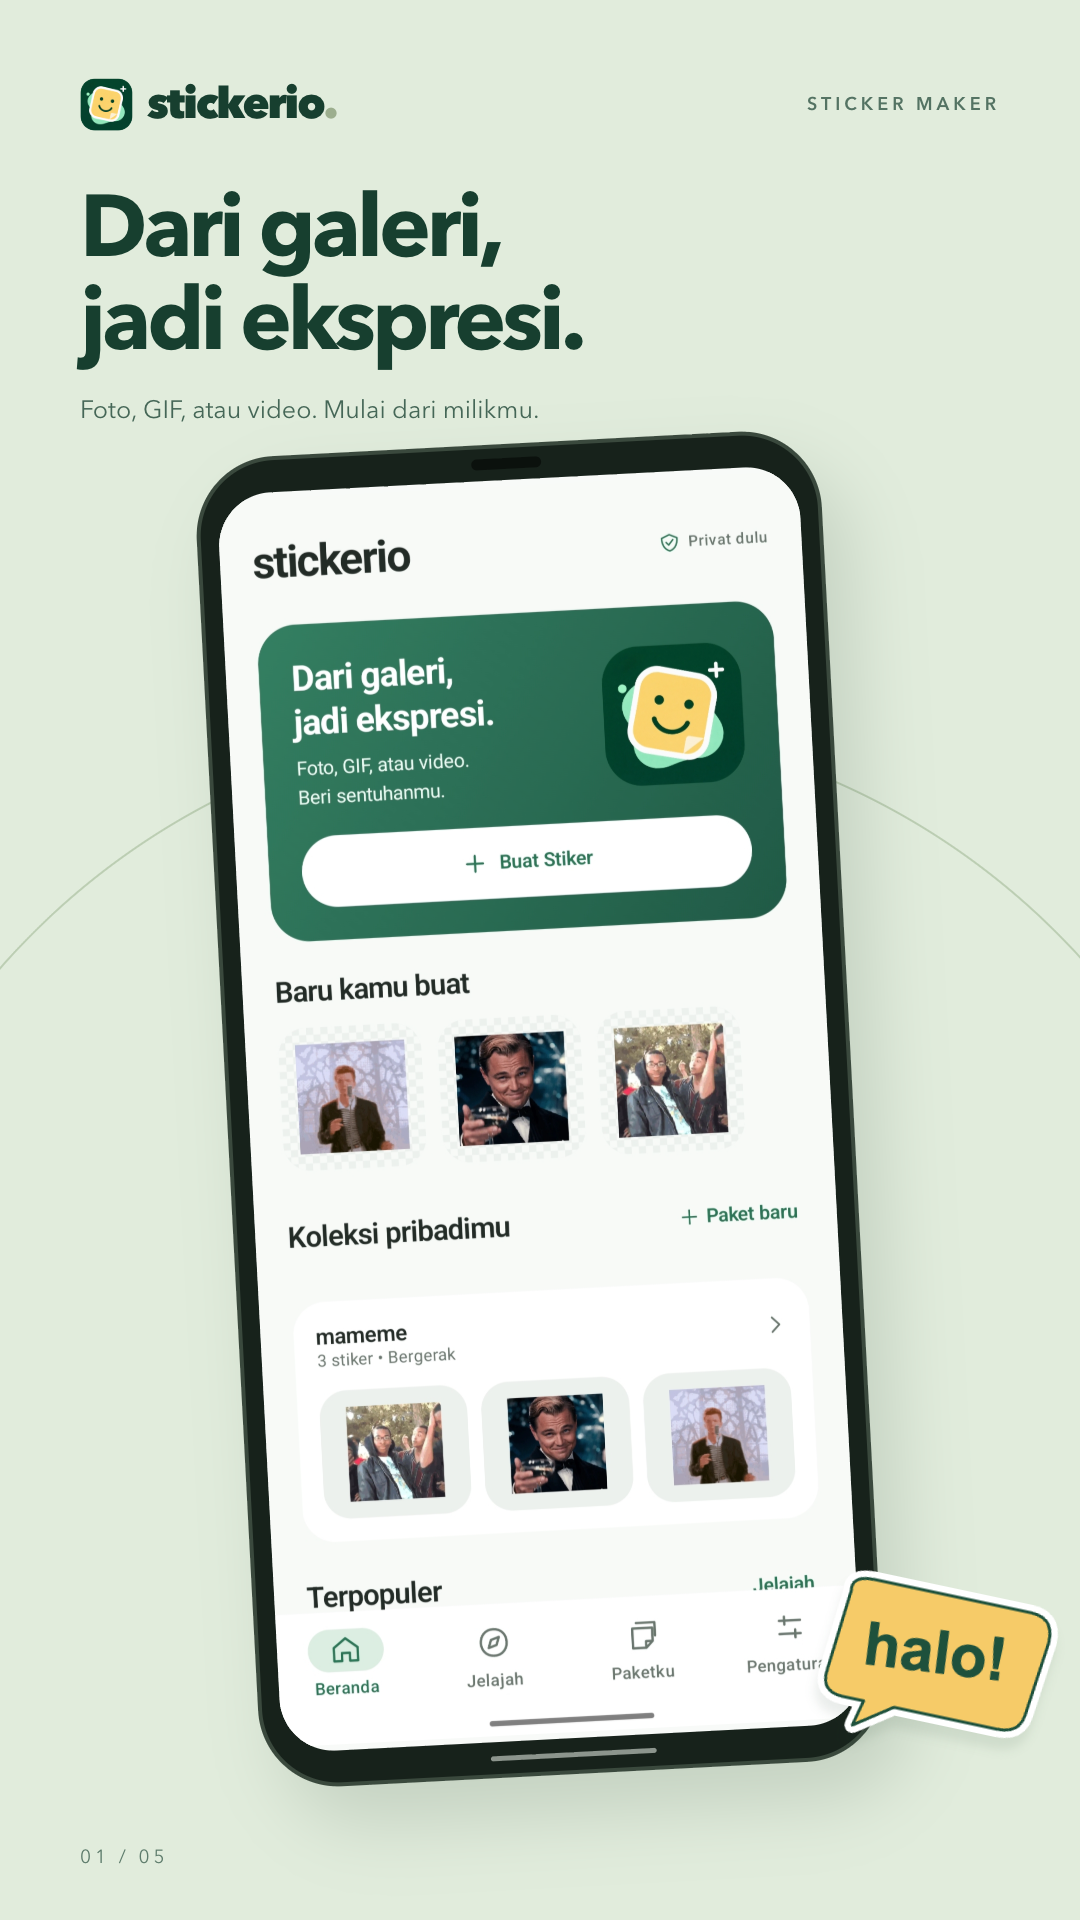 stickerio.
STICKER MAKER
Dari galeri,
jadi ekspresi.
Foto, GIF, atau video. Mulai dari milikmu.
stickerio
Privat dulu
Dari galeri,
jadi ekspresi.
Foto, GIF, atau video.
Beri sentuhanmu.
Buat Stiker
Baru kamu buat
Koleksi pribadimu
+ Paket baru
mameme
3 stiker • Bergerak
Terpopuler
Jelajah
Beranda
Jelajah
Paketku
Pengatura
halo!
01 / 05